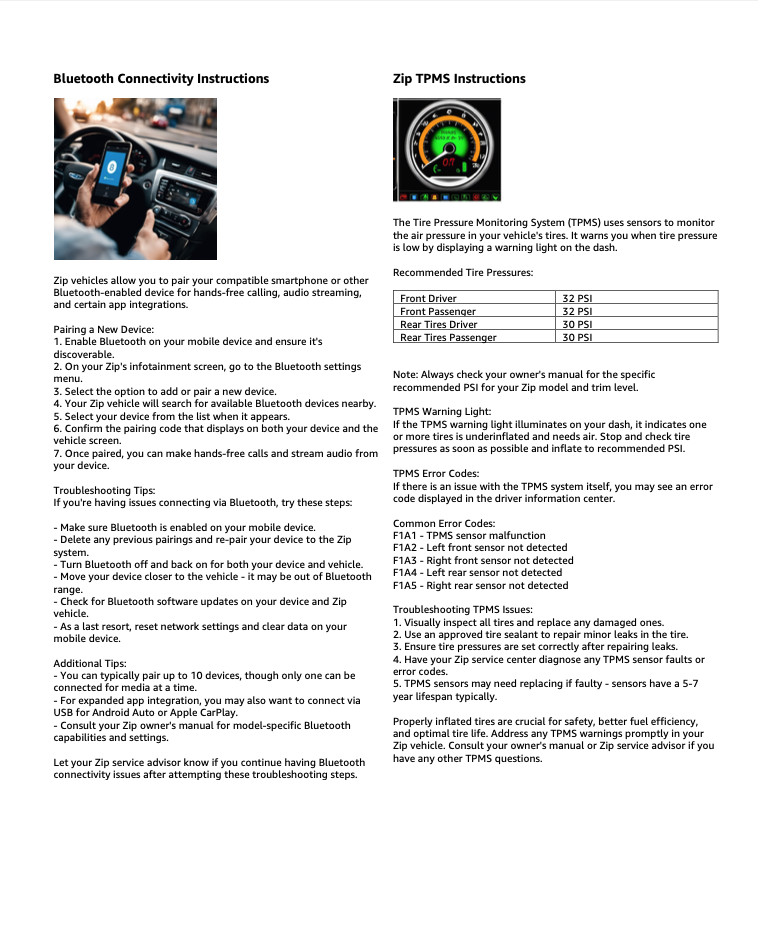 Bluetooth Connectivity Instructions
Zip vehicles allow you to pair your compatible smartphone or other
Bluetooth-enabled device for hands-free calling, audio streaming,
and certain app integrations.
Pairing a New Device:
1. Enable Bluetooth on your mobile device and ensure it's
discoverable.
2. On your Zip's infotainment screen, go to the Bluetooth settings
menu.
3. Select the option to add or pair a new device.
4. Your Zip vehicle will search for available Bluetooth devices nearby.
5. Select your device from the list when it appears.
6. Confirm the pairing code that displays on both your device and the
vehicle screen.
7. Once paired, you can make hands-free calls and stream audio from
your device.
Troubleshooting Tips:
If you're having issues connecting via Bluetooth, try these steps:
- Make sure Bluetooth is enabled on your mobile device.
- Delete any previous pairings and re-pair your device to the Zip
system.
- Turn Bluetooth off and back on for both your device and vehicle.
- Move your device closer to the vehicle - it may be out of Bluetooth
range.
- Check for Bluetooth software updates on your device and Zip
vehicle.
- As a last resort, reset network settings and clear data on your
mobile device.
Additional Tips:
- You can typically pair up to 10 devices, though only one can be
connected for media at a time.
- For expanded app integration, you may also want to connect via
USB for Android Auto or Apple CarPlay.
- Consult your Zip owner's manual for model-specific Bluetooth
capabilities and settings.
Let your Zip service advisor know if you continue having Bluetooth
connectivity issues after attempting these troubleshooting steps.
Zip TPMS Instructions
The Tire Pressure Monitoring System (TPMS) uses sensors to monitor
the air pressure in your vehicle's tires. It warns you when tire pressure
is low by displaying a warning light on the dash.
Recommended Tire Pressures:
Front Driver 32 PSI
Front Passenger 32 PSI
Rear Tires Driver 30 PSI
Rear Tires Passenger 30 PSI
Note: Always check your owner's manual for the specific
recommended PSI for your Zip model and trim level.
TPMS Warning Light:
If the TPMS warning light illuminates on your dash, it indicates one
or more tires is underinflated and needs air. Stop and check tire
pressures as soon as possible and inflate to recommended PSI.
TPMS Error Codes:
If there is an issue with the TPMS system itself, you may see an error
code displayed in the driver information center.
Common Error Codes:
F1A1 - TPMS sensor malfunction
F1A2 - Left front sensor not detected
F1A3 - Right front sensor not detected
F1A4 - Left rear sensor not detected
F1A5 - Right rear sensor not detected
Troubleshooting TPMS Issues:
1. Visually inspect all tires and replace any damaged ones.
2. Use an approved tire sealant to repair minor leaks in the tire.
3. Ensure tire pressures are set correctly after repairing leaks.
4. Have your Zip service center diagnose any TPMS sensor faults or
error codes.
5. TPMS sensors may need replacing if faulty - sensors have a 5-7
year lifespan typically.
Properly inflated tires are crucial for safety, better fuel efficiency,
and optimal tire life. Address any TPMS warnings promptly in your
Zip vehicle. Consult your owner's manual or Zip service advisor if you
have any other TPMS questions.